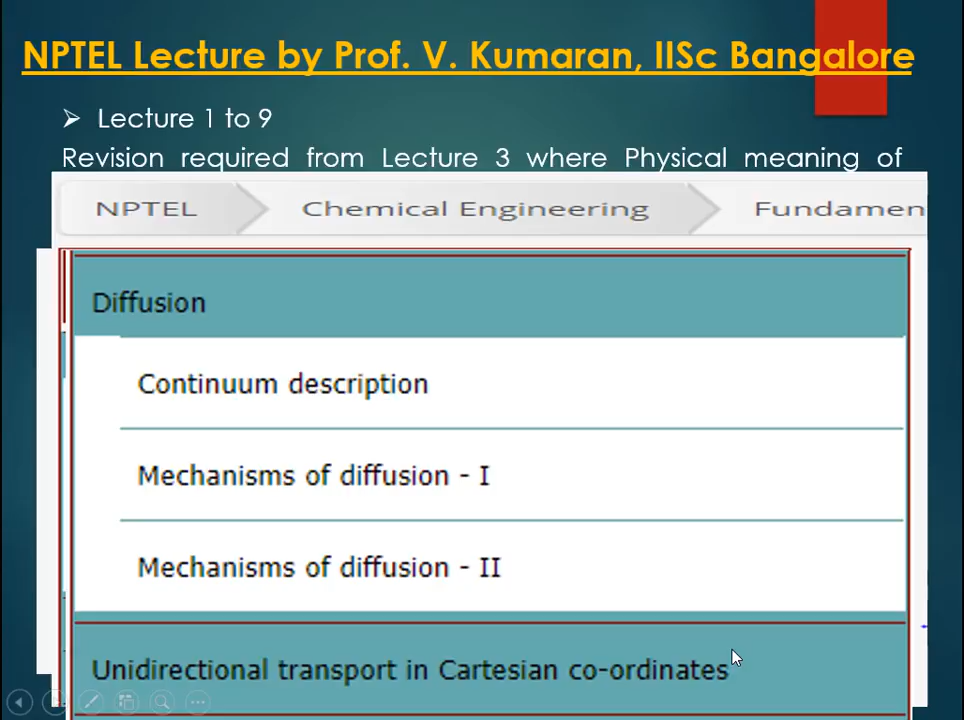 NPTEL Lecture by Prof. V. Kumaran, IISc Bangalore
➢ Lecture 1 to 9
Revision required from Lecture 3 where Physical meaning of
NPTEL Chemical Engineering Fundamen
Diffusion
Continuum description
Mechanisms of diffusion - I
Mechanisms of diffusion - II
Unidirectional transport in Cartesian co-ordinates